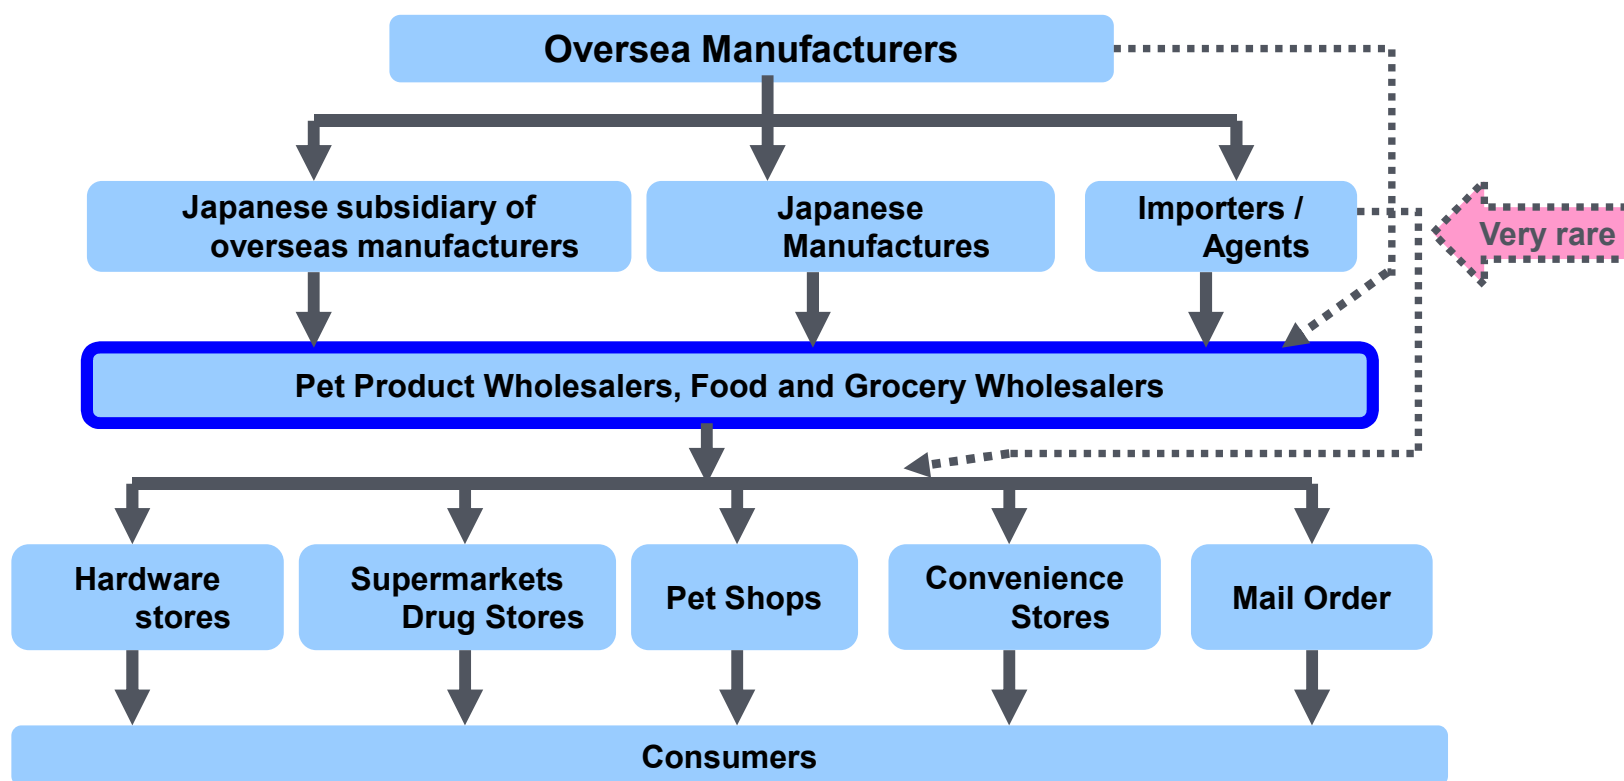 Oversea Manufacturers
Japanese subsidiary of
overseas manufacturers
Japanese
Manufactures
Importers /
Agents
Very rare
Pet Product Wholesalers, Food and Grocery Wholesalers
Hardware
stores
Supermarkets
Drug Stores
Pet Shops
Convenience
Stores
Mail Order
Consumers